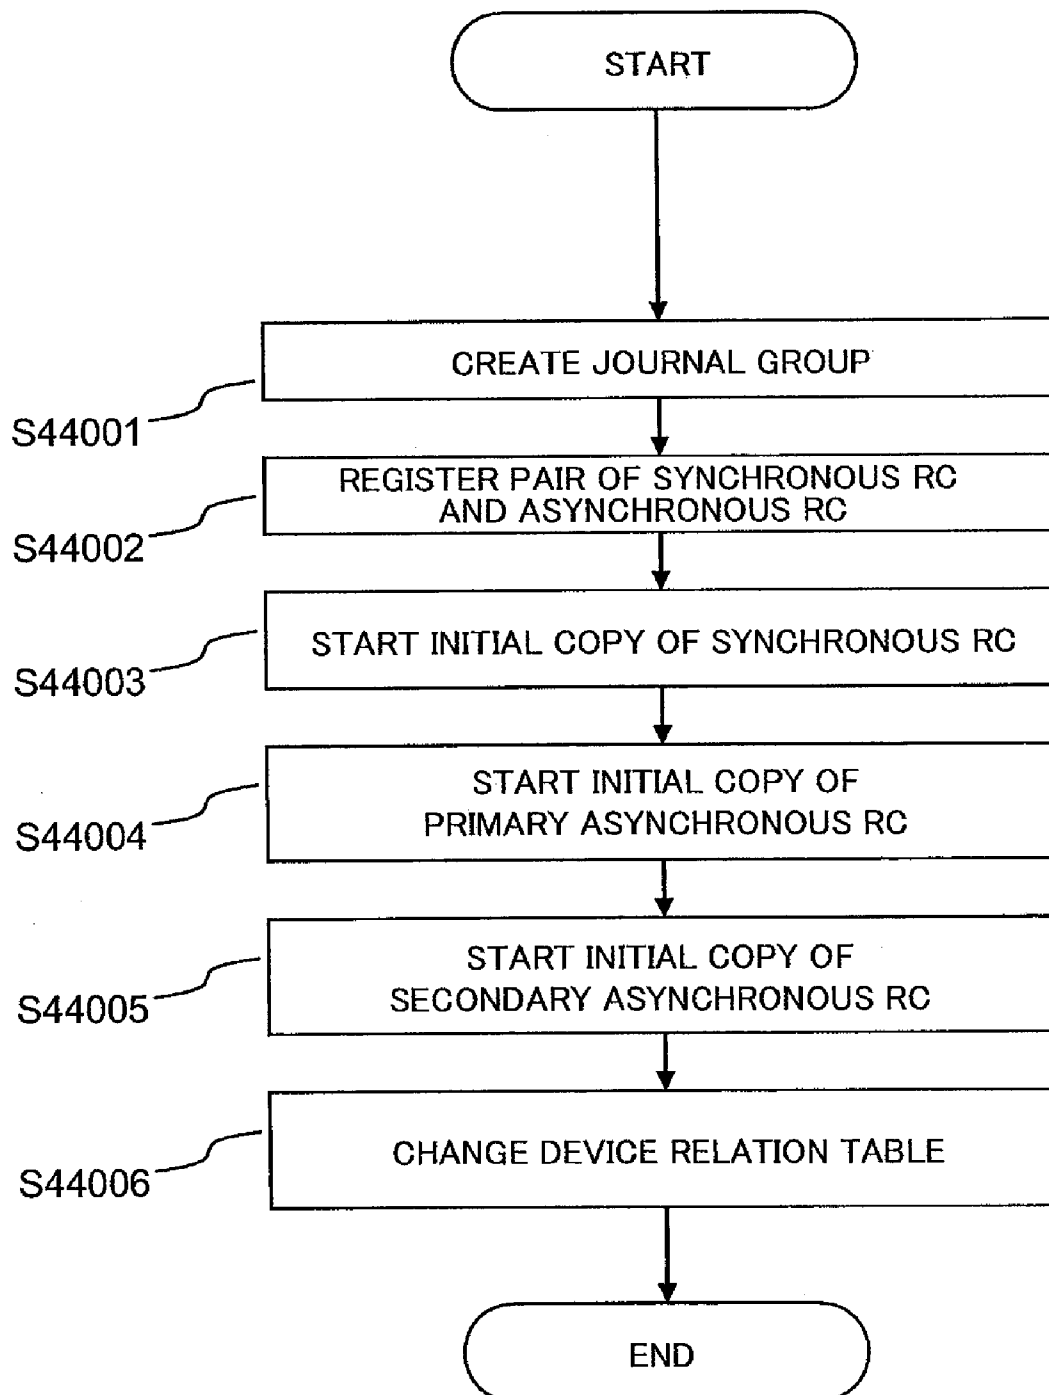 START
CREATE JOURNAL GROUP
S44001
REGISTER PAIR OF SYNCHRONOUS RC
AND ASYNCHRONOUS RC
S44002
START INITIAL COPY OF SYNCHRONOUS RC
S44003
START INITIAL COPY OF
PRIMARY ASYNCHRONOUS RC
S44004
START INITIAL COPY OF
SECONDARY ASYNCHRONOUS RC
S44005
CHANGE DEVICE RELATION TABLE
S44006
END